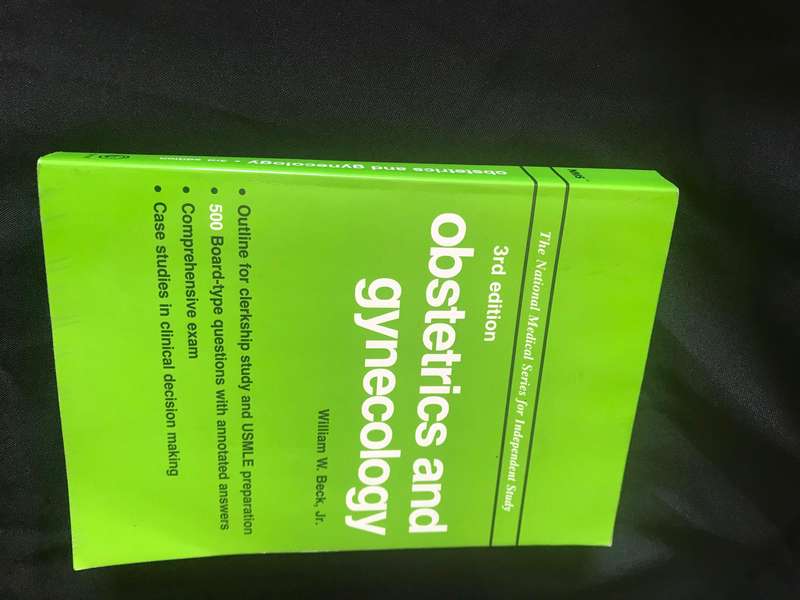 The National Medical Series for Independent Study
3rd edition
obstetrics and
gynecology
William W. Beck, Jr.
• Outline for clerkship study and USMLE preparation
• 500 Board-type questions with annotated answers
• Comprehensive exam
• Case studies in clinical decision making
NMS
obstetrics and gynecology • 3rd edition